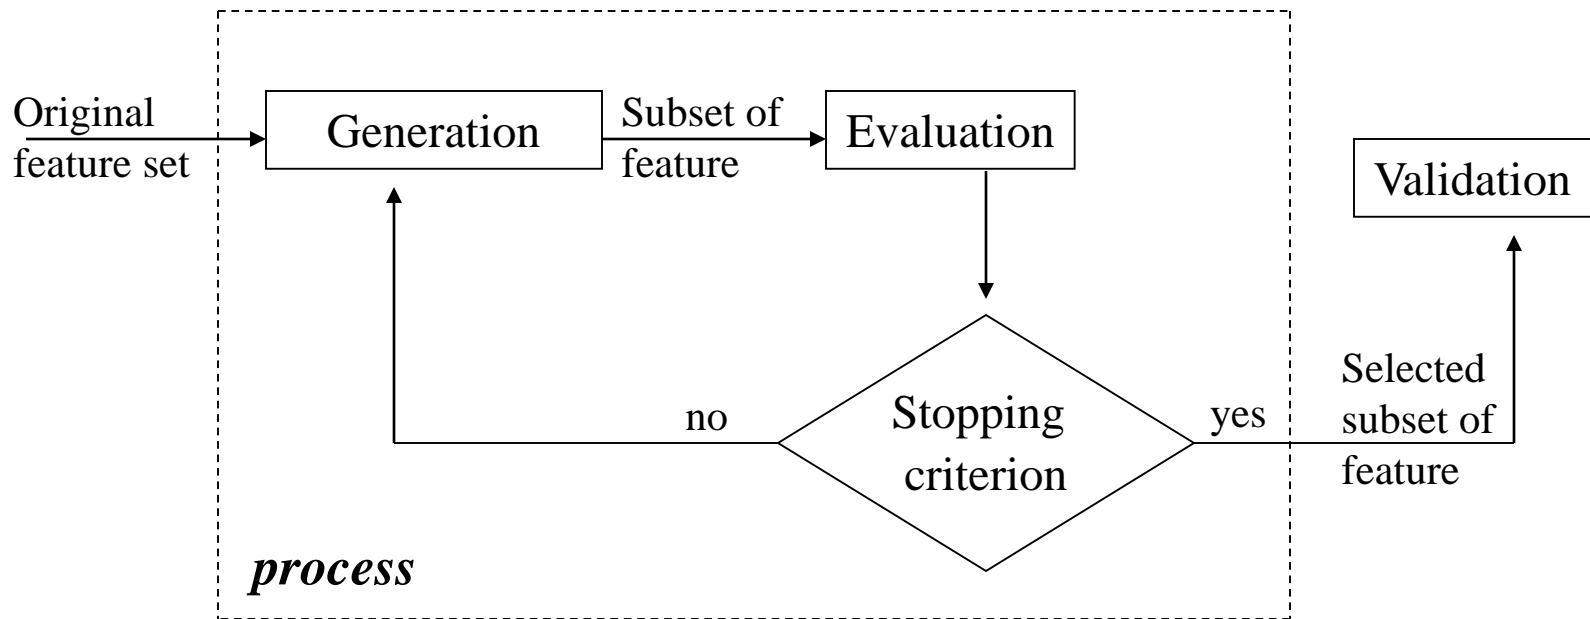 Original
feature set
Generation
Subset of
feature
Evaluation
Validation
Stopping
criterion
no
yes
Selected
subset of
feature
process